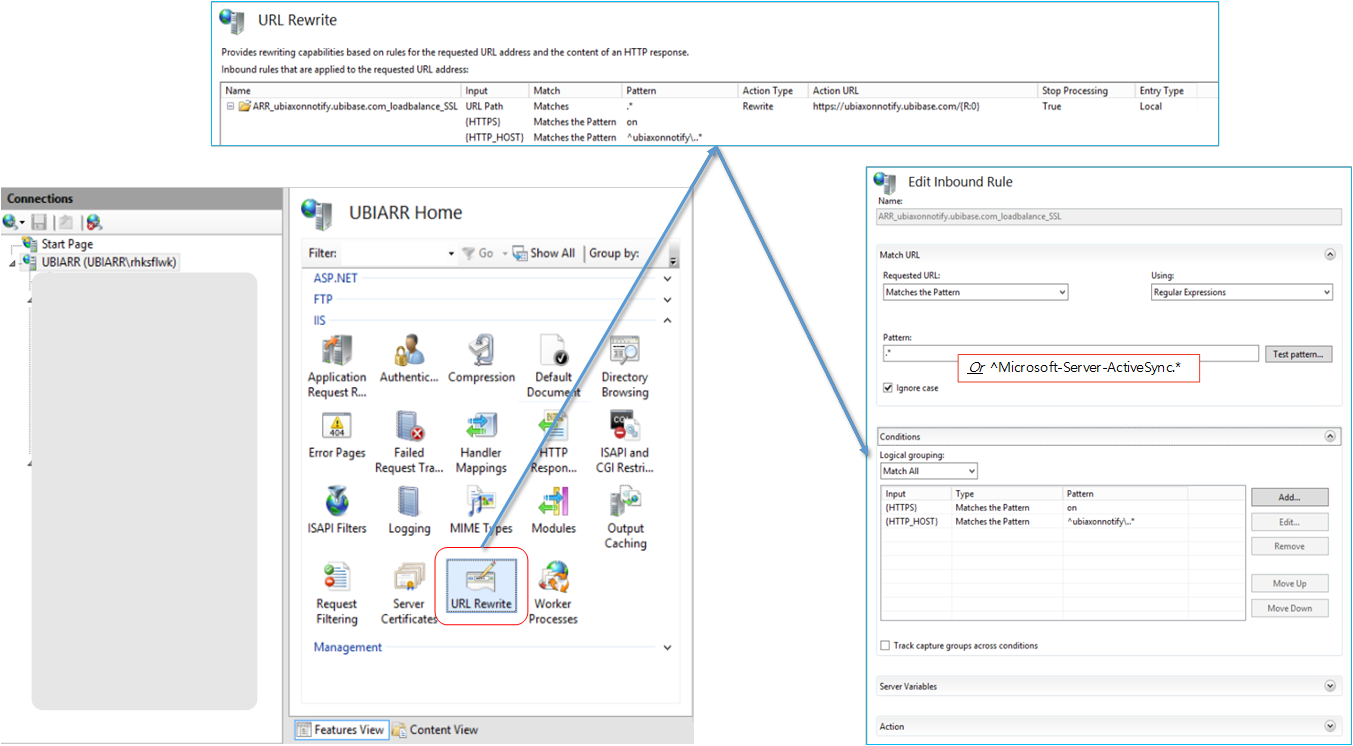 URL Rewrite
Provides rewriting capabilities based on rules for the requested URL address and the content of an HTTP response.
Inbound rules that are applied to the requested URL address:
Name Input Match Pattern Action Type Action URL Stop Processing Entry Type
ARR_ubiaxonnotify.ubibase.com_loadbalance_SSL URL Path Matches .* Rewrite https://ubiaxonnotify.ubibase.com/{R:0} True Local
{HTTPS} Matches the Pattern on
{HTTP_HOST} Matches the Pattern ^ubiaxonnotify\..*
Connections
Start Page
UBIARR (UBIARR\rhksflwk)
UBIARR Home
Filter: Go Show All Group by:
ASP.NET
FTP
IIS
Application Request R...
Authentic...
Compression
Default Document
Directory Browsing
Error Pages
404
Failed Request Tra...
Handler Mappings
HTTP Respon...
ISAPI and CGI Restri...
ISAPI Filters
Logging
MIME Types
Modules
Output Caching
Request Filtering
Server Certificates
URL Rewrite
Worker Processes
Management
Features View Content View
Edit Inbound Rule
Name:
ARR_ubiaxonnotify.ubibase.com_loadbalance_SSL
Match URL
Requested URL: Using:
Matches the Pattern Regular Expressions
Pattern:
.* Test pattern...
Or ^Microsoft-Server-ActiveSync.*
Ignore case
Conditions
Logical grouping:
Match All
Input Type Pattern
{HTTPS} Matches the Pattern on
{HTTP_HOST} Matches the Pattern ^ubiaxonnotify\..*
Add...
Edit...
Remove
Move Up
Move Down
Track capture groups across conditions
Server Variables
Action